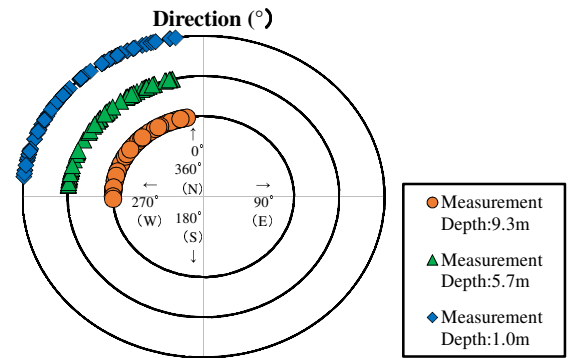 Direction (°)
↑
0°
360°
(N)
←
→
270°
(W)
180°
(S)
90°
(E)
↓
Measurement
Depth:9.3m
Measurement
Depth:5.7m
Measurement
Depth:1.0m